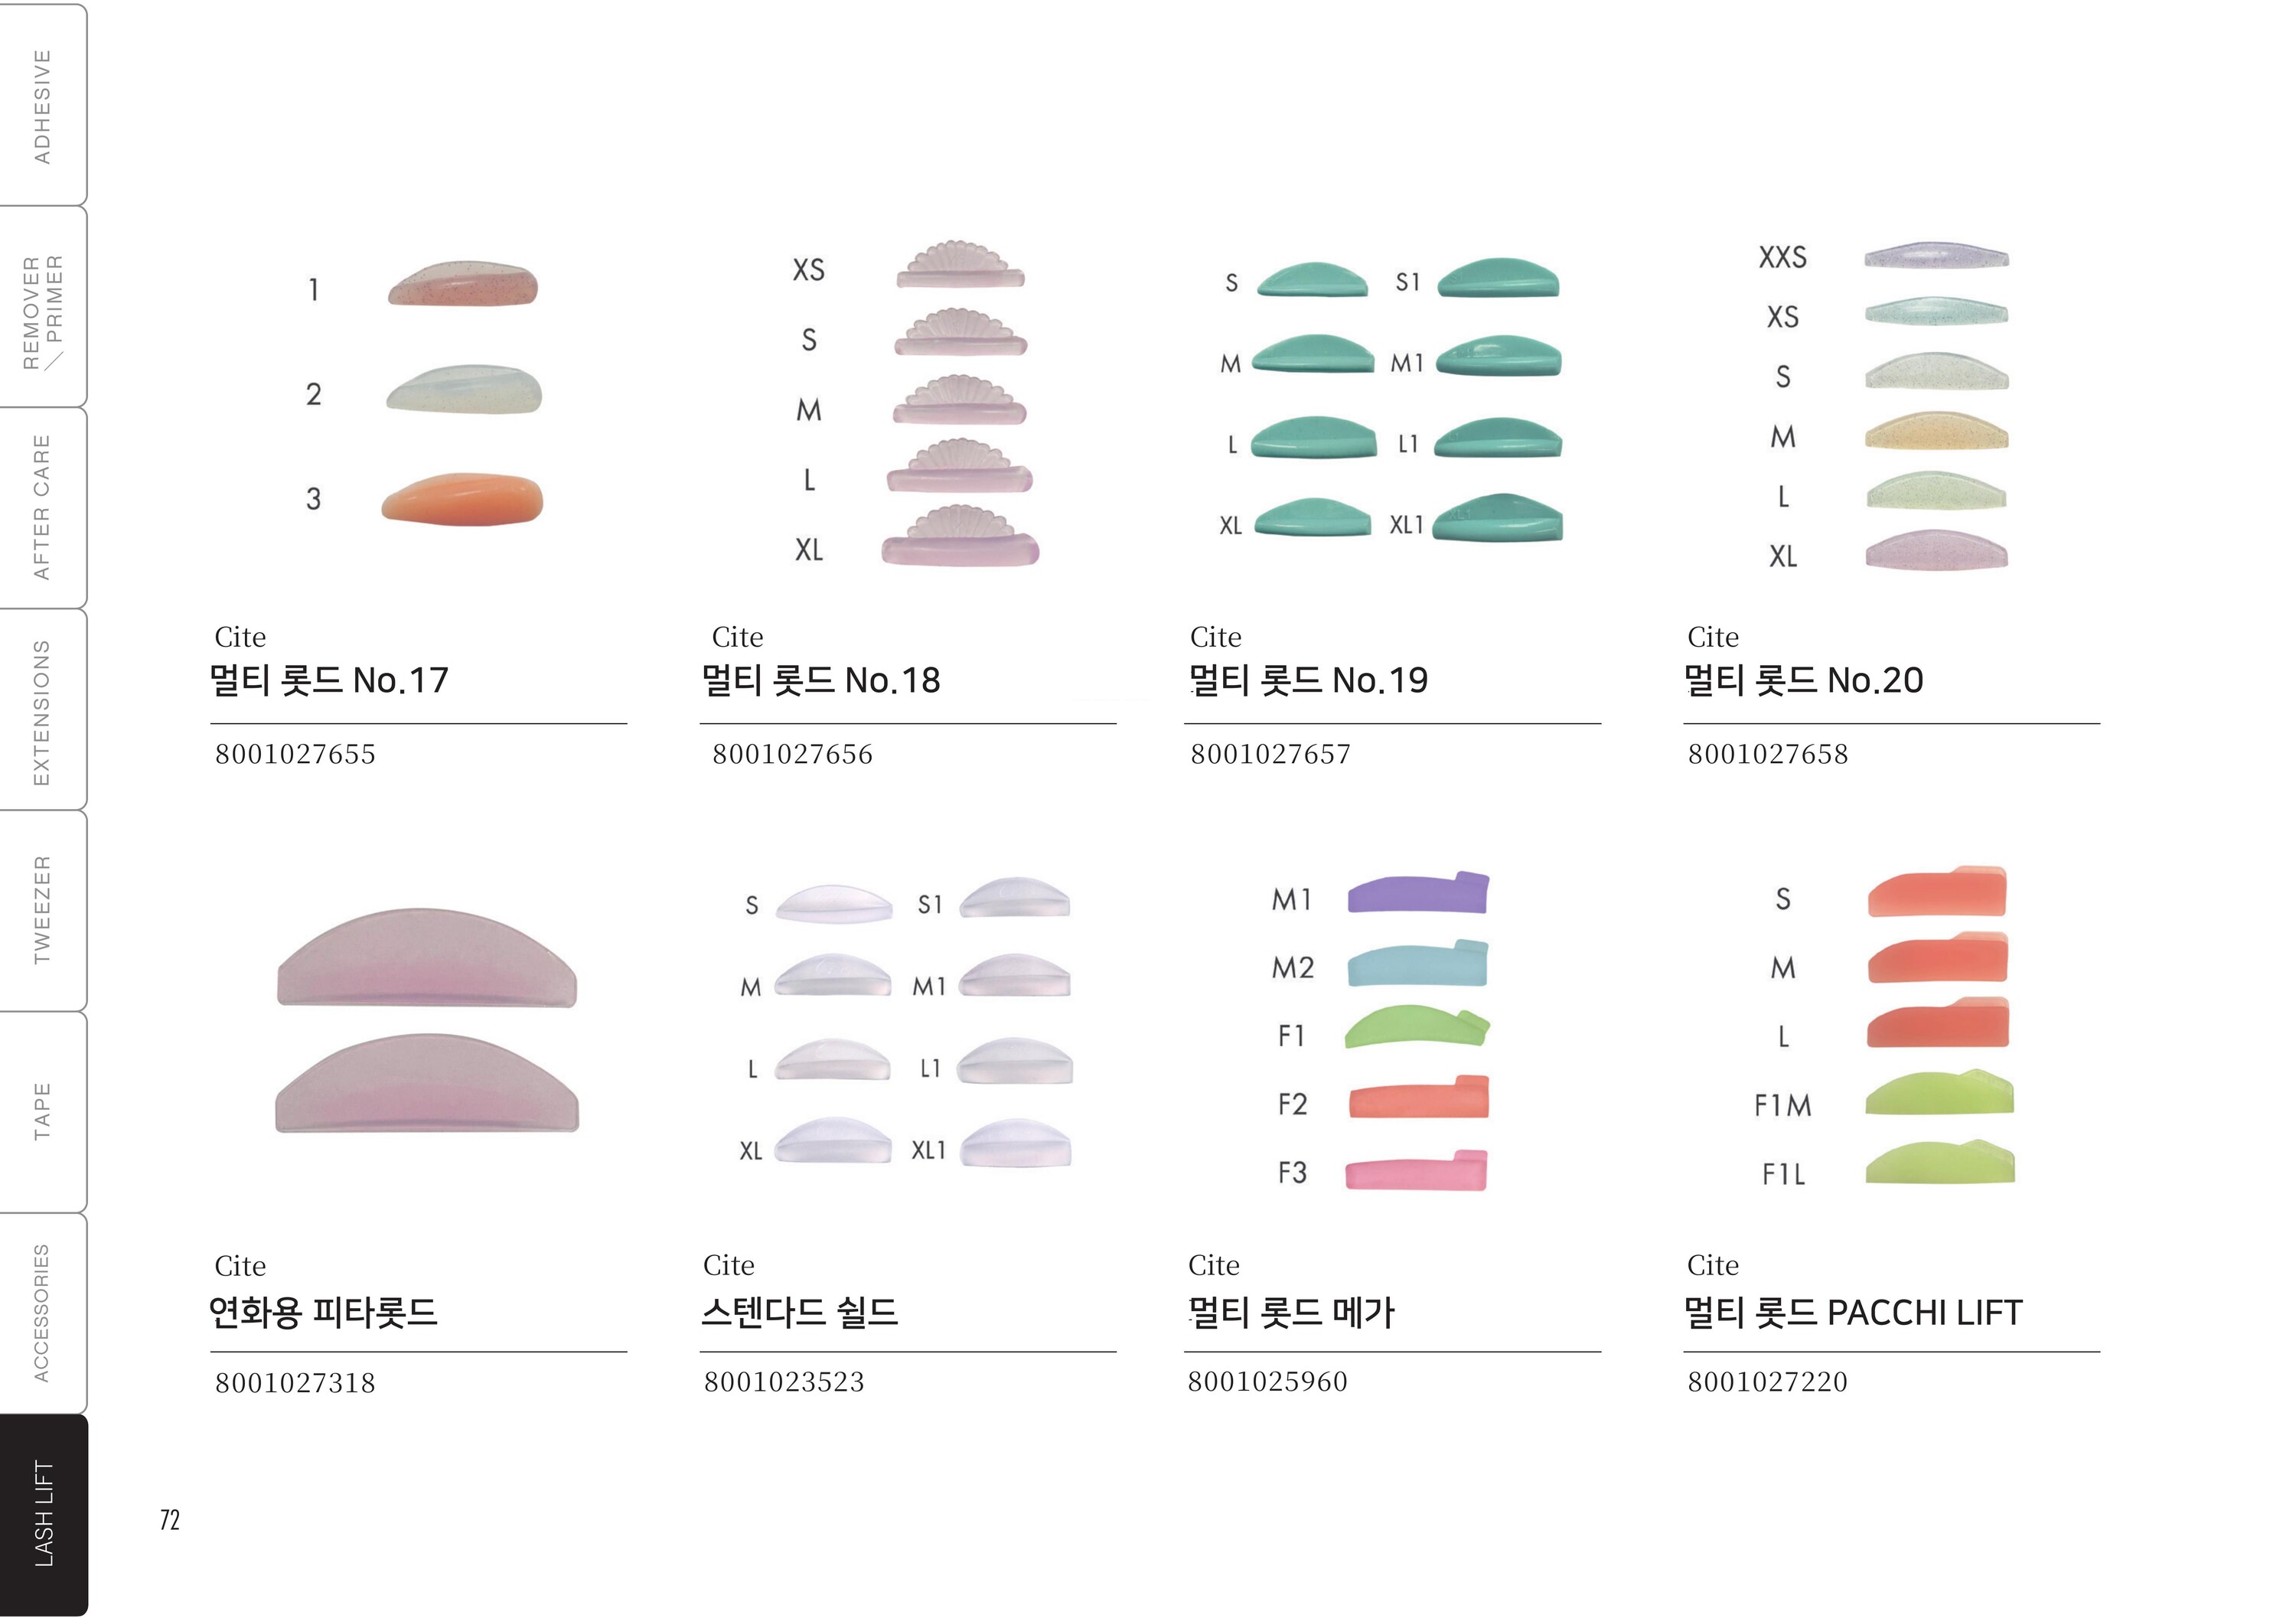 ADHESIVE
REMOVER
/ PRIMER
AFTER CARE
EXTENSIONS
TWEEZER
TAPE
ACCESSORIES
LASH LIFT
1
2
3
Cite
멀티 롯드 No.17
8001027655
XS
S
M
L
XL
Cite
멀티 롯드 No.18
8001027656
S S1
M M1
L L1
XL XL1
Cite
멀티 롯드 No.19
8001027657
XXS
XS
S
M
L
XL
Cite
멀티 롯드 No.20
8001027658
Cite
연화용 피타롯드
8001027318
S S1
M M1
L L1
XL XL1
Cite
스텐다드 쉴드
8001023523
M1
M2
F1
F2
F3
Cite
멀티 롯드 메가
8001025960
S
M
L
F1M
F1L
Cite
멀티 롯드 PACCHI LIFT
8001027220
72